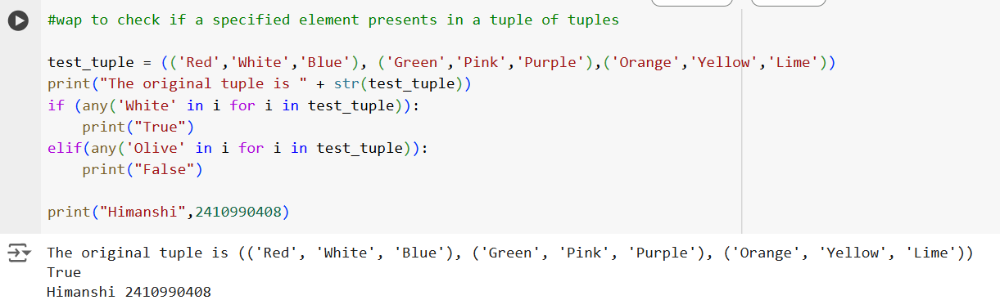 #wap to check if a specified element presents in a tuple of tuples
test_tuple = (('Red','White','Blue'), ('Green','Pink','Purple'),('Orange','Yellow','Lime'))
print("The original tuple is " + str(test_tuple))
if (any('White' in i for i in test_tuple)):
    print("True")
elif(any('Olive' in i for i in test_tuple)):
    print("False")
print("Himanshi",2410990408)
The original tuple is (('Red', 'White', 'Blue'), ('Green', 'Pink', 'Purple'), ('Orange', 'Yellow', 'Lime'))
True
Himanshi 2410990408